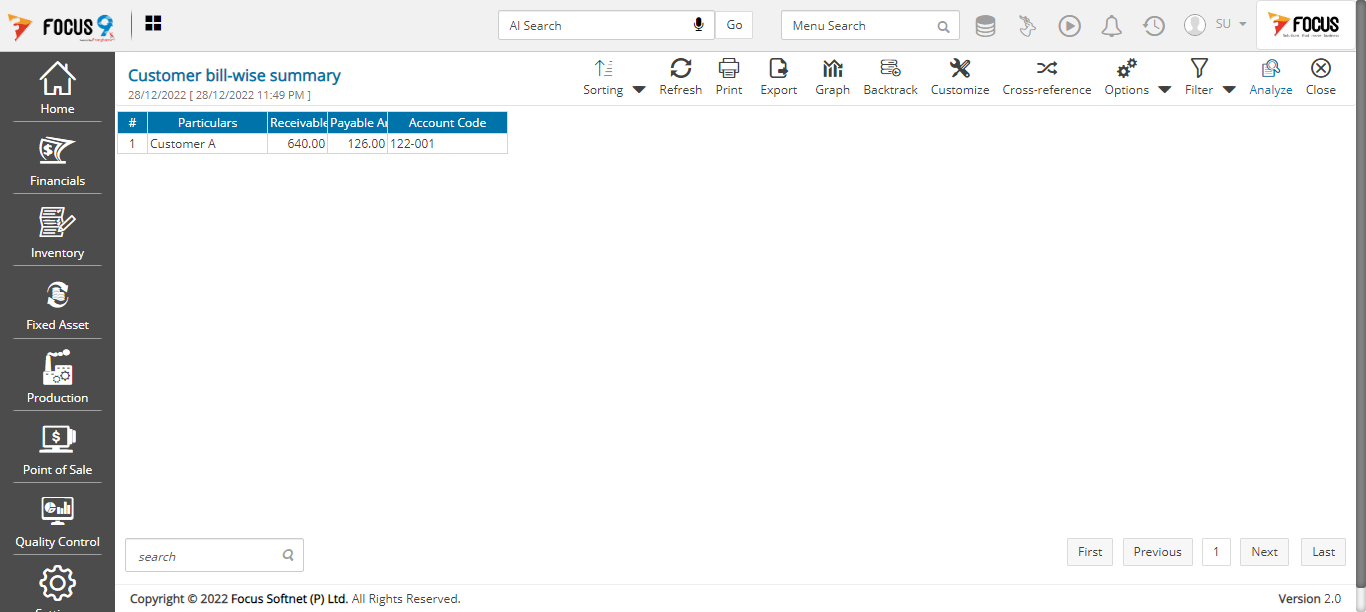 FOCUS 9
AI Search
Go
Menu Search
SU
FOCUS
Home
Financials
Inventory
Fixed Asset
Production
Point of Sale
Quality Control
Customer bill-wise summary
28/12/2022 [ 28/12/2022 11:49 PM ]
Sorting Refresh Print Export Graph Backtrack Customize Cross-reference Options Filter Analyze Close
# Particulars Receivable Payable A Account Code
1 Customer A 640.00 126.00 122-001
search
First Previous 1 Next Last
Copyright © 2022 Focus Softnet (P) Ltd. All Rights Reserved.
Version 2.0